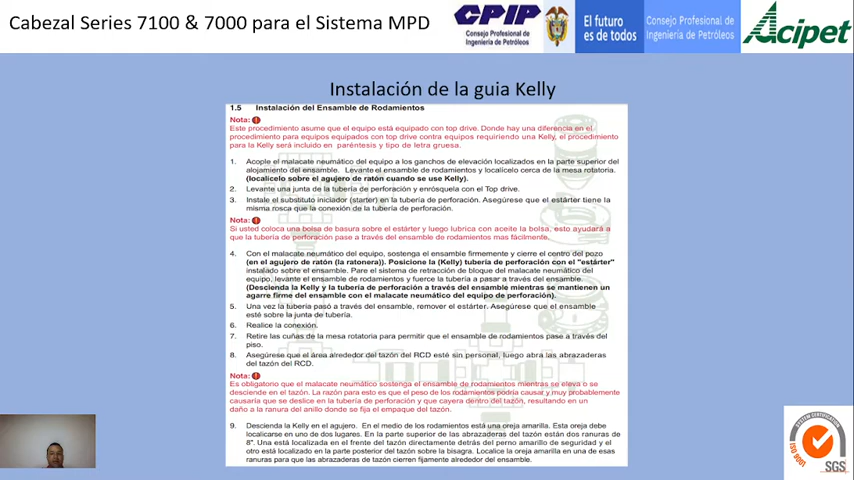 Cabezal Series 7100 & 7000 para el Sistema MPD
CPIP
Consejo Profesional de
Ingeniería de Petróleos
El futuro
es de todos
Consejo Profesional de
Ingeniería de Petróleos
Acipet
Instalación de la guia Kelly
1.5 Instalación del Ensamble de Rodamientos
Nota:
Este procedimiento asume que el equipo está equipado con top drive. Donde hay una diferencia en el
procedimiento para equipos equipados con top drive contra equipos requiriendo una Kelly, el procedimiento
para la Kelly será incluido en paréntesis y tipo de letra gruesa.
1. Acople el malacate neumático del equipo a los ganchos de elevación localizados en la parte superior del
alojamiento del ensamble. Levante el ensamble de rodamientos y localícelo cerca de la mesa rotatoria.
(localícelo sobre el agujero de ratón cuando se use Kelly).
2. Levante una junta de la tubería de perforación y enrósquela con el Top drive.
3. Instale el substituto iniciador (starter) en la tubería de perforación. Asegúrese que el estárter tiene la
misma rosca que la conexión de la tubería de perforación.
Nota:
Si usted coloca una bolsa de basura sobre el estárter y luego lubrica con aceite la bolsa, esto ayudará a
que la tubería de perforación pase a través del ensamble de rodamientos mas fácilmente.
4. Con el malacate neumático del equipo, sostenga el ensamble firmemente y cierre el centro del pozo
(en el agujero de ratón (la ratonera)). Posicione la (Kelly) tubería de perforación con el "estárter"
instalado sobre el ensamble. Pare el sistema de retracción de bloque del malacate neumático del
equipo, levante el ensamble de rodamientos y fuerce la tubería a pasar a través del ensamble.
(Descienda la Kelly y la tubería de perforación a través del ensamble mientras se mantienen un
agarre firme del ensamble con el malacate neumático del equipo de perforación).
5. Una vez la tubería pasó a través del ensamble, remover el estárter. Asegúrese que el ensamble
esté sobre la junta de tubería.
6. Realice la conexión.
7. Retire las cuñas de la mesa rotatoria para permitir que el ensamble de rodamientos pase a través del
piso.
8. Asegúrese que el área alrededor del tazón del RCD esté sin personal, luego abra las abrazaderas
del tazón del RCD.
Nota:
Es obligatorio que el malacate neumático sostenga el ensamble de rodamientos mientras se eleva o se
desciende en el tazón. La razón para esto es que el peso de los rodamientos podría causar y muy probablemente
causaría que se deslice en la tubería de perforación y que cayera dentro del tazón, resultando en un
daño a la ranura del anillo donde se fija el empaque del tazón.
9. Descienda la Kelly en el agujero. En el medio de los rodamientos está una oreja amarilla. Esta oreja debe
localizarse en uno de dos lugares. En la parte superior de las abrazaderas del tazón están dos ranuras de
8". Una está localizada en el frente del tazón directamente detrás del perno amarillo de seguridad y el
otro está localizado en la parte posterior del tazón sobre la bisagra. Localice la oreja amarilla en una de esas
ranuras para que las abrazaderas de tazón cierren fijamente alrededor del ensamble.
SYSTEM CERTIFICATION
ISO 9001
SGS